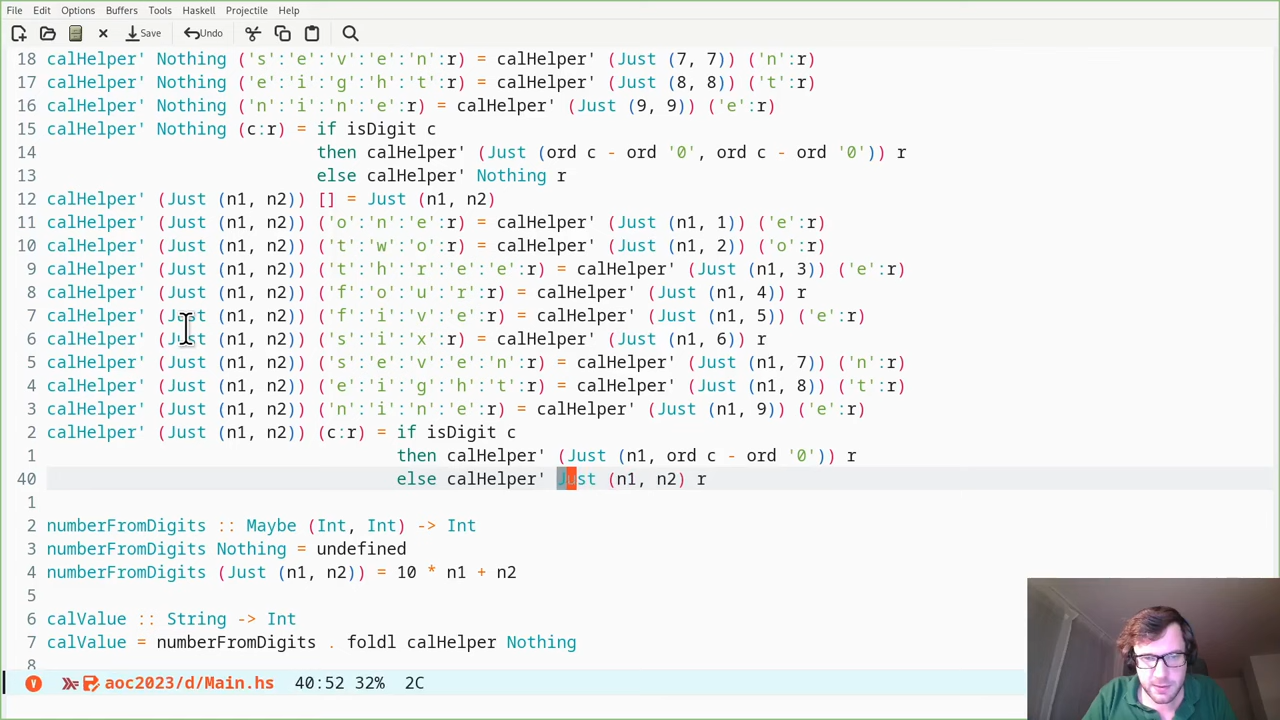 File Edit Options Buffers Tools Haskell Projectile Help
Save Undo
18 calHelper' Nothing ('s':'e':'v':'e':'n':r) = calHelper' (Just (7, 7)) ('n':r)
17 calHelper' Nothing ('e':'i':'g':'h':'t':r) = calHelper' (Just (8, 8)) ('t':r)
16 calHelper' Nothing ('n':'i':'n':'e':r) = calHelper' (Just (9, 9)) ('e':r)
15 calHelper' Nothing (c:r) = if isDigit c
14 then calHelper' (Just (ord c - ord '0', ord c - ord '0')) r
13 else calHelper' Nothing r
12 calHelper' (Just (n1, n2)) [] = Just (n1, n2)
11 calHelper' (Just (n1, n2)) ('o':'n':'e':r) = calHelper' (Just (n1, 1)) ('e':r)
10 calHelper' (Just (n1, n2)) ('t':'w':'o':r) = calHelper' (Just (n1, 2)) ('o':r)
9 calHelper' (Just (n1, n2)) ('t':'h':'r':'e':'e':r) = calHelper' (Just (n1, 3)) ('e':r)
8 calHelper' (Just (n1, n2)) ('f':'o':'u':'r':r) = calHelper' (Just (n1, 4)) r
7 calHelper' (Just (n1, n2)) ('f':'i':'v':'e':r) = calHelper' (Just (n1, 5)) ('e':r)
6 calHelper' (Just (n1, n2)) ('s':'i':'x':r) = calHelper' (Just (n1, 6)) r
5 calHelper' (Just (n1, n2)) ('s':'e':'v':'e':'n':r) = calHelper' (Just (n1, 7)) ('n':r)
4 calHelper' (Just (n1, n2)) ('e':'i':'g':'h':'t':r) = calHelper' (Just (n1, 8)) ('t':r)
3 calHelper' (Just (n1, n2)) ('n':'i':'n':'e':r) = calHelper' (Just (n1, 9)) ('e':r)
2 calHelper' (Just (n1, n2)) (c:r) = if isDigit c
1 then calHelper' (Just (n1, ord c - ord '0')) r
40 else calHelper' Just (n1, n2) r
1
2 numberFromDigits :: Maybe (Int, Int) -> Int
3 numberFromDigits Nothing = undefined
4 numberFromDigits (Just (n1, n2)) = 10 * n1 + n2
5
6 calValue :: String -> Int
7 calValue = numberFromDigits . foldl calHelper Nothing
8
V aoc2023/d/Main.hs 40:52 32% 2C